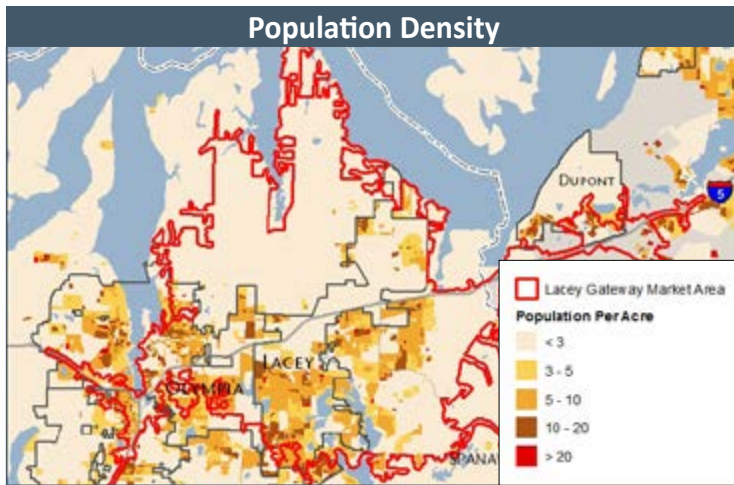 Population Density
DUPONT
5
LACEY
OLYMPIA
SPANAW
Lacey Gateway Market Area
Population Per Acre
< 3
3 - 5
5 - 10
10 - 20
> 20